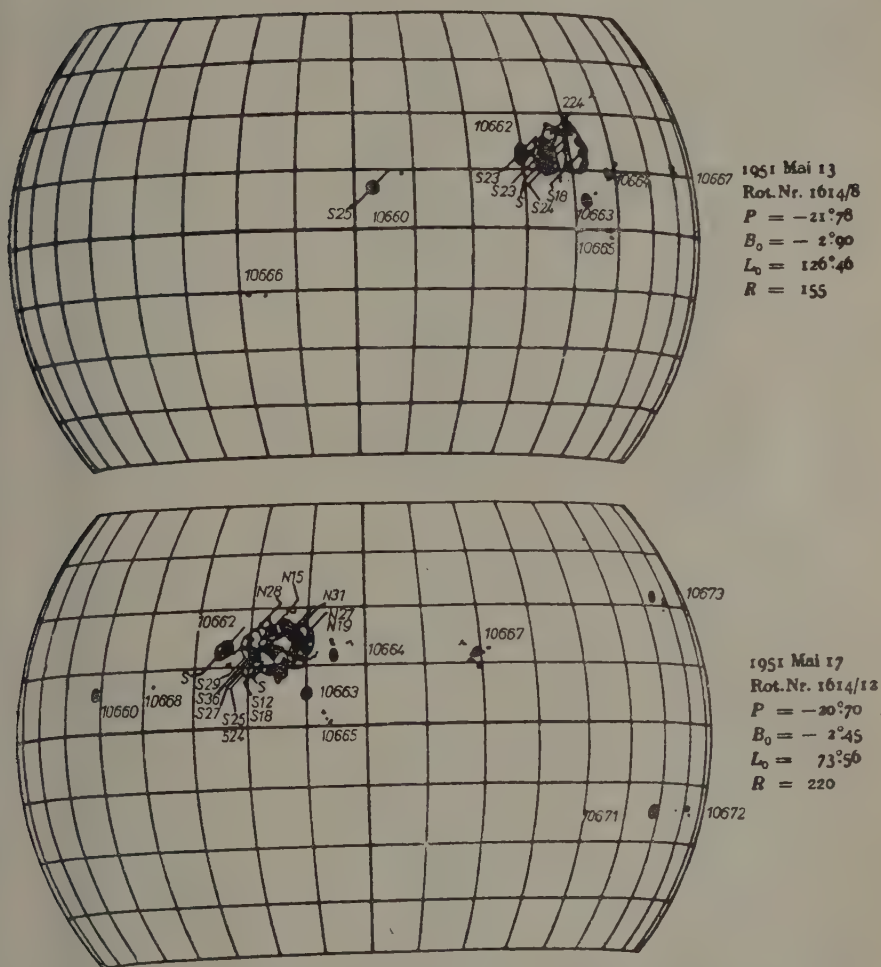 224
10662
S23
S23
S
S24
S18
10664
10667
S25
10660
10663
10665
10666
1951 Mai 13
Rot.Nr. 1614/8
P = −21°.78
B₀ = − 2°.90
L₀ = 126°.46
R = 155
N15
N28
N31
N27
N19
10662
10673
10664
10667
S
S29
S36
S27
S
S12
S18
S25
S24
10663
10660
10668
10665
10671
10672
1951 Mai 17
Rot.Nr. 1614/12
P = −20°.70
B₀ = − 2°.45
L₀ = 73°.56
R = 220